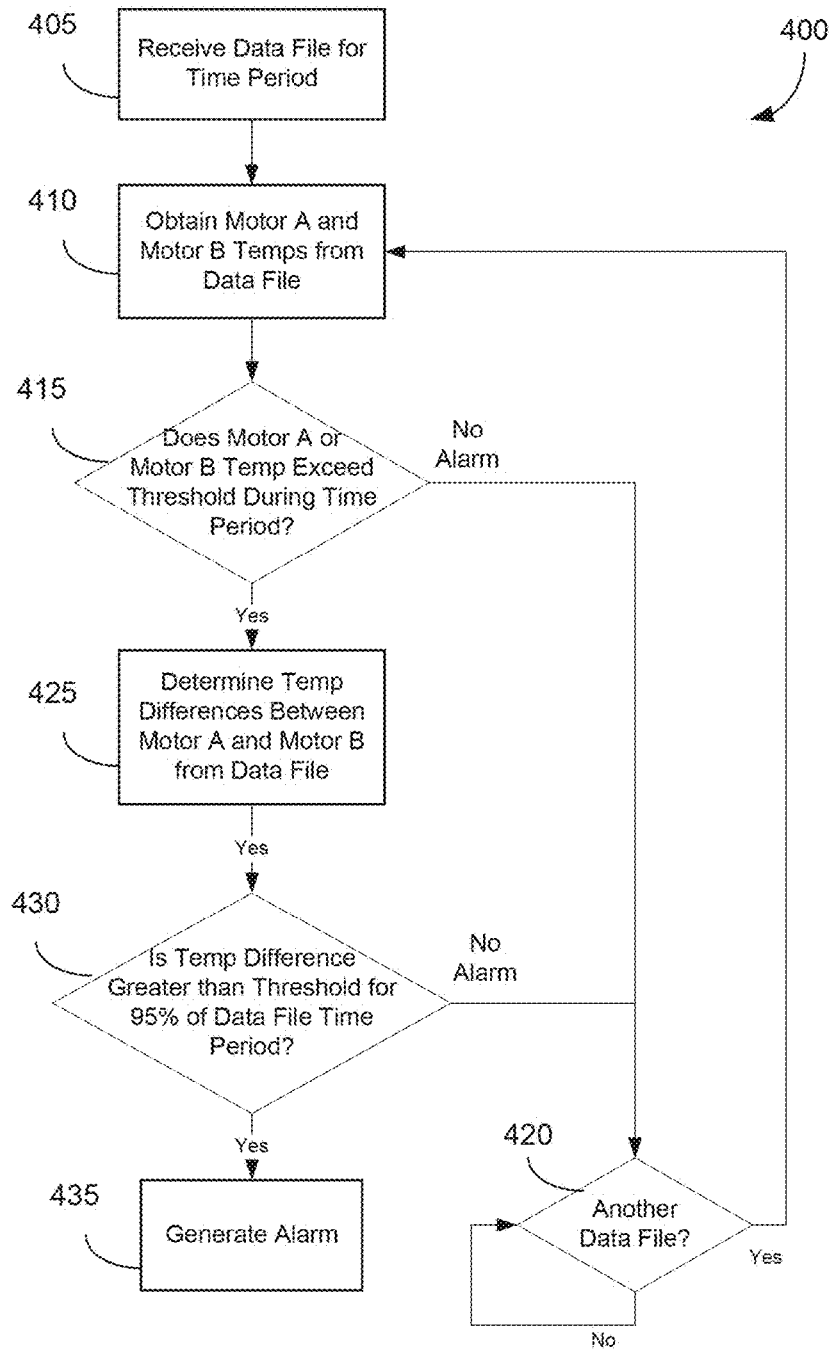 405
Receive Data File for
Time Period
400
410
Obtain Motor A and
Motor B Temps from
Data File
415
Does Motor A or
Motor B Temp Exceed
Threshold During Time
Period?
No
Alarm
Yes
425
Determine Temp
Differences Between
Motor A and Motor B
from Data File
Yes
430
Is Temp Difference
Greater than Threshold for
95% of Data File Time
Period?
No
Alarm
Yes
435
Generate Alarm
420
Another
Data File?
Yes
No